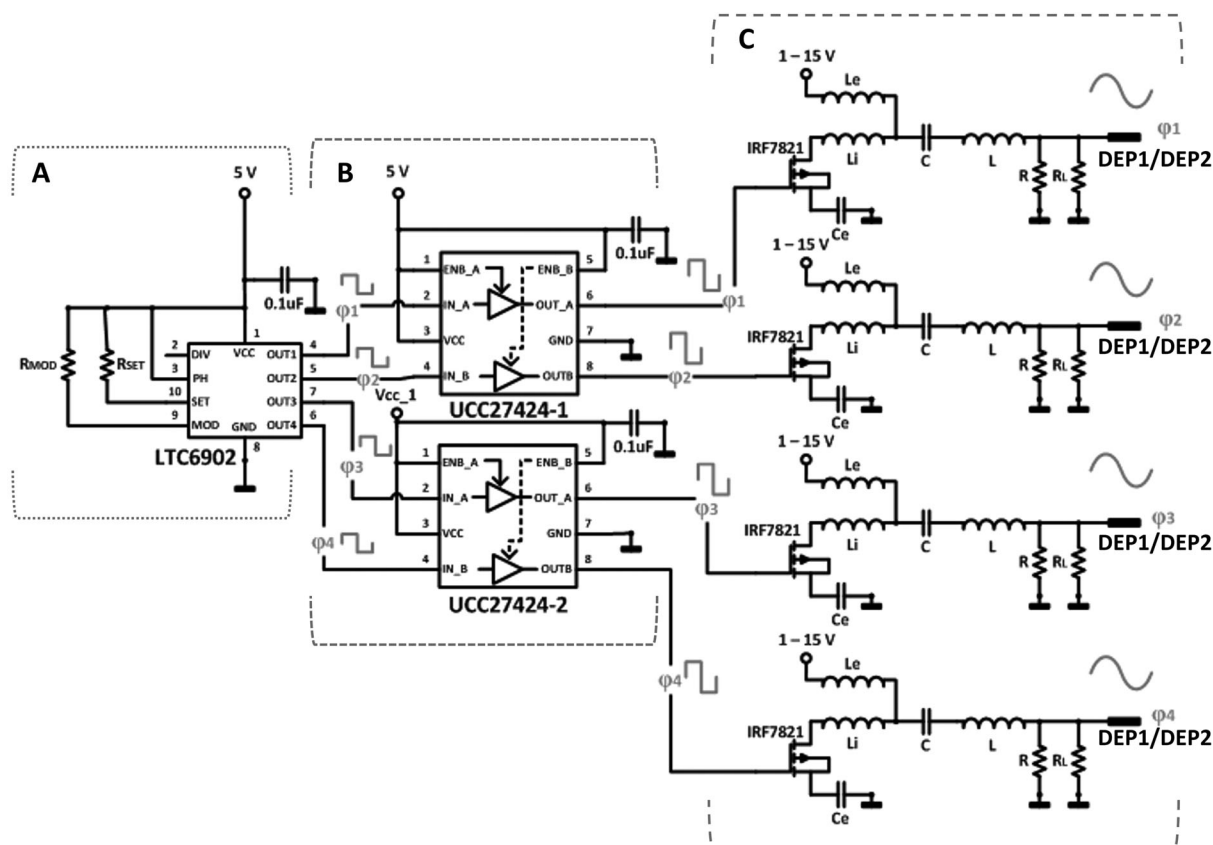 A
5 V
0.1uF
RMOD
RSET
1
VCC
2
DIV
3
PH
10
SET
9
MOD
GND
8
OUT1
4
OUT2
5
OUT3
7
OUT4
6
LTC6902
φ1
φ2
φ3
φ4
B
5 V
0.1uF
1
ENB_A
2
IN_A
3
VCC
4
IN_B
ENB_B
5
OUT_A
6
GND
7
OUTB
8
UCC27424-1
Vcc_1
0.1uF
1
ENB_A
2
IN_A
3
VCC
4
IN_B
ENB_B
5
OUT_A
6
GND
7
OUTB
8
UCC27424-2
φ1
φ2
φ3
φ4
C
1 – 15 V
Le
IRF7821
Li
C
L
R
RL
Ce
φ1
DEP1/DEP2
1 – 15 V
Le
IRF7821
Li
C
L
R
RL
Ce
φ2
DEP1/DEP2
1 – 15 V
Le
IRF7821
Li
C
L
R
RL
Ce
φ3
DEP1/DEP2
1 – 15 V
Le
IRF7821
Li
C
L
R
RL
Ce
φ4
DEP1/DEP2